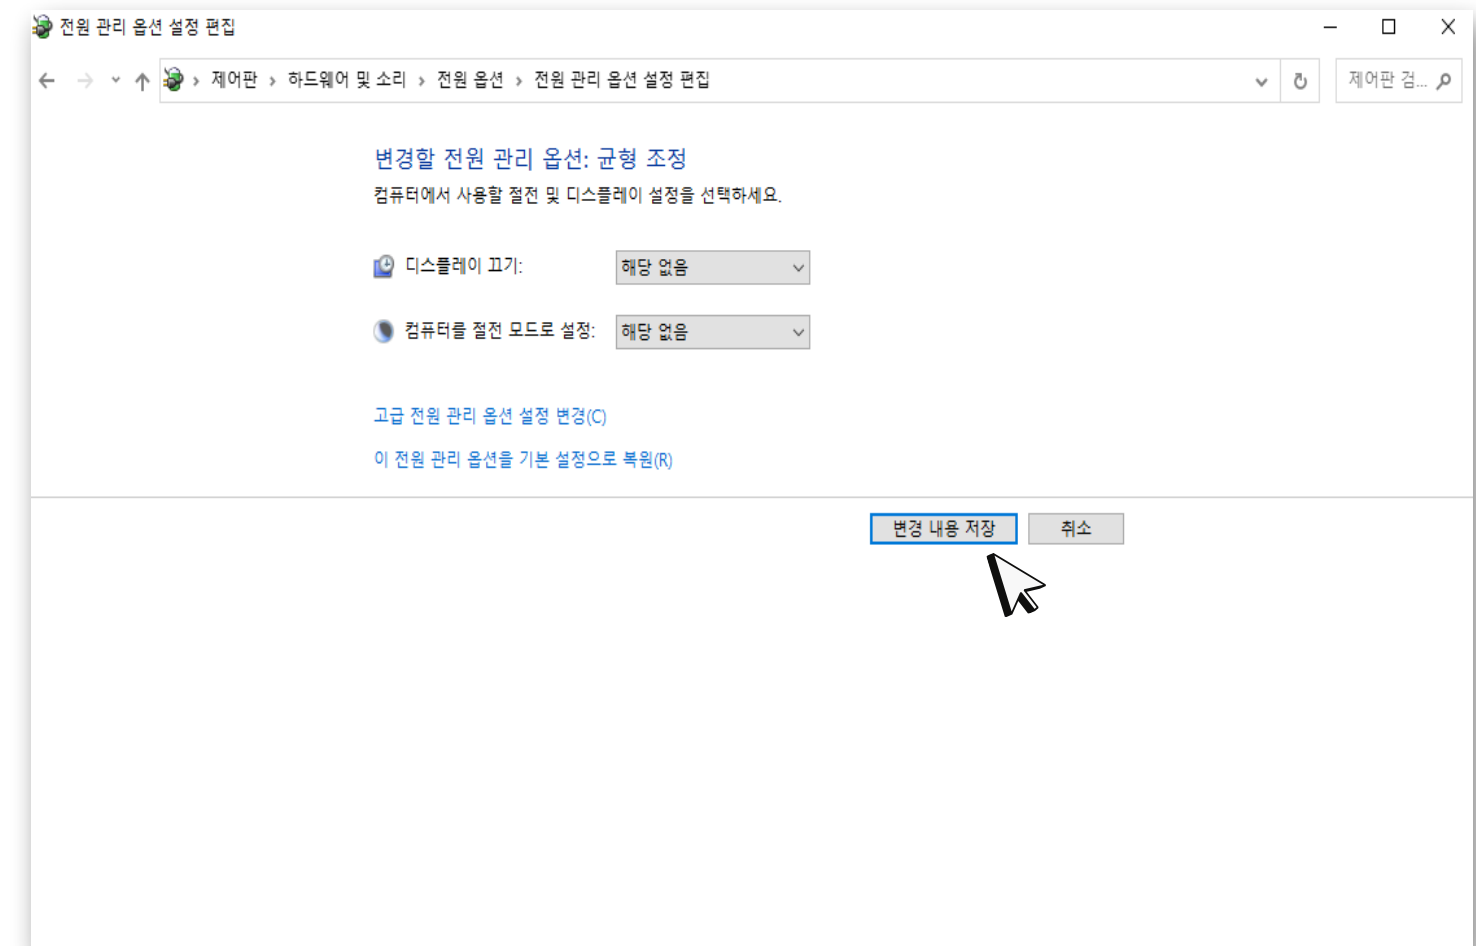 전원 관리 옵션 설정 편집
제어판 › 하드웨어 및 소리 › 전원 옵션 › 전원 관리 옵션 설정 편집
제어판 검...
변경할 전원 관리 옵션: 균형 조정
컴퓨터에서 사용할 절전 및 디스플레이 설정을 선택하세요.
디스플레이 끄기: 해당 없음
컴퓨터를 절전 모드로 설정: 해당 없음
고급 전원 관리 옵션 설정 변경(C)
이 전원 관리 옵션을 기본 설정으로 복원(R)
변경 내용 저장 취소